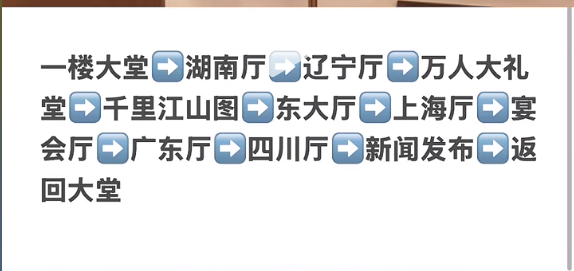 一楼大堂➡️湖南厅➡️辽宁厅➡️万人大礼
堂➡️千里江山图➡️东大厅➡️上海厅➡️宴
会厅➡️广东厅➡️四川厅➡️新闻发布➡️返
回大堂